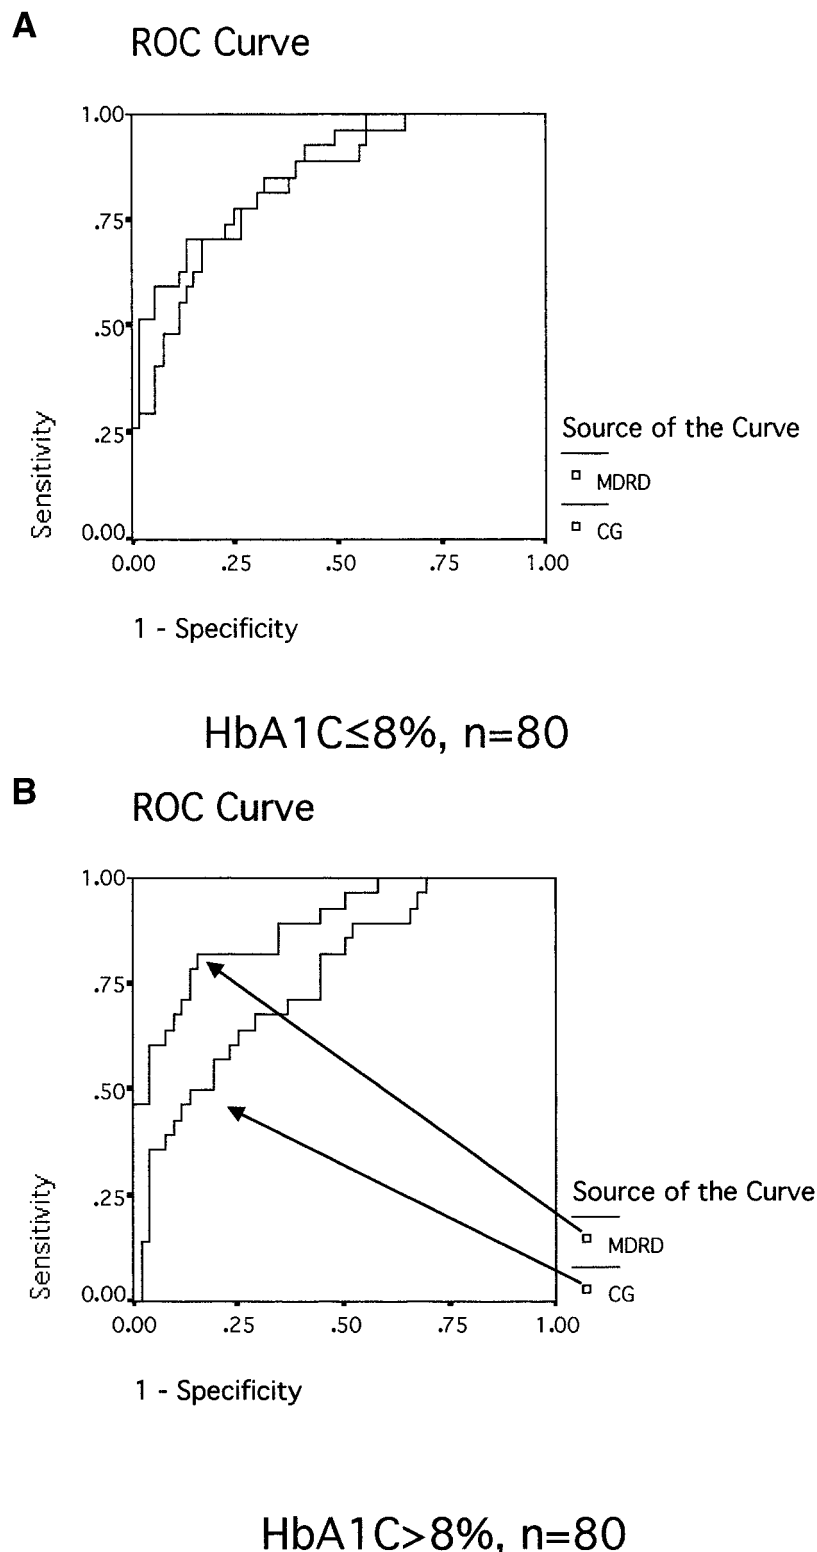 A
ROC Curve
1.00
.75
.50
.25
0.00
Sensitivity
0.00 .25 .50 .75 1.00
1 - Specificity
Source of the Curve
MDRD
CG
HbA1C≤8%, n=80
B
ROC Curve
1.00
.75
.50
.25
0.00
Sensitivity
0.00 .25 .50 .75 1.00
1 - Specificity
Source of the Curve
MDRD
CG
HbA1C>8%, n=80